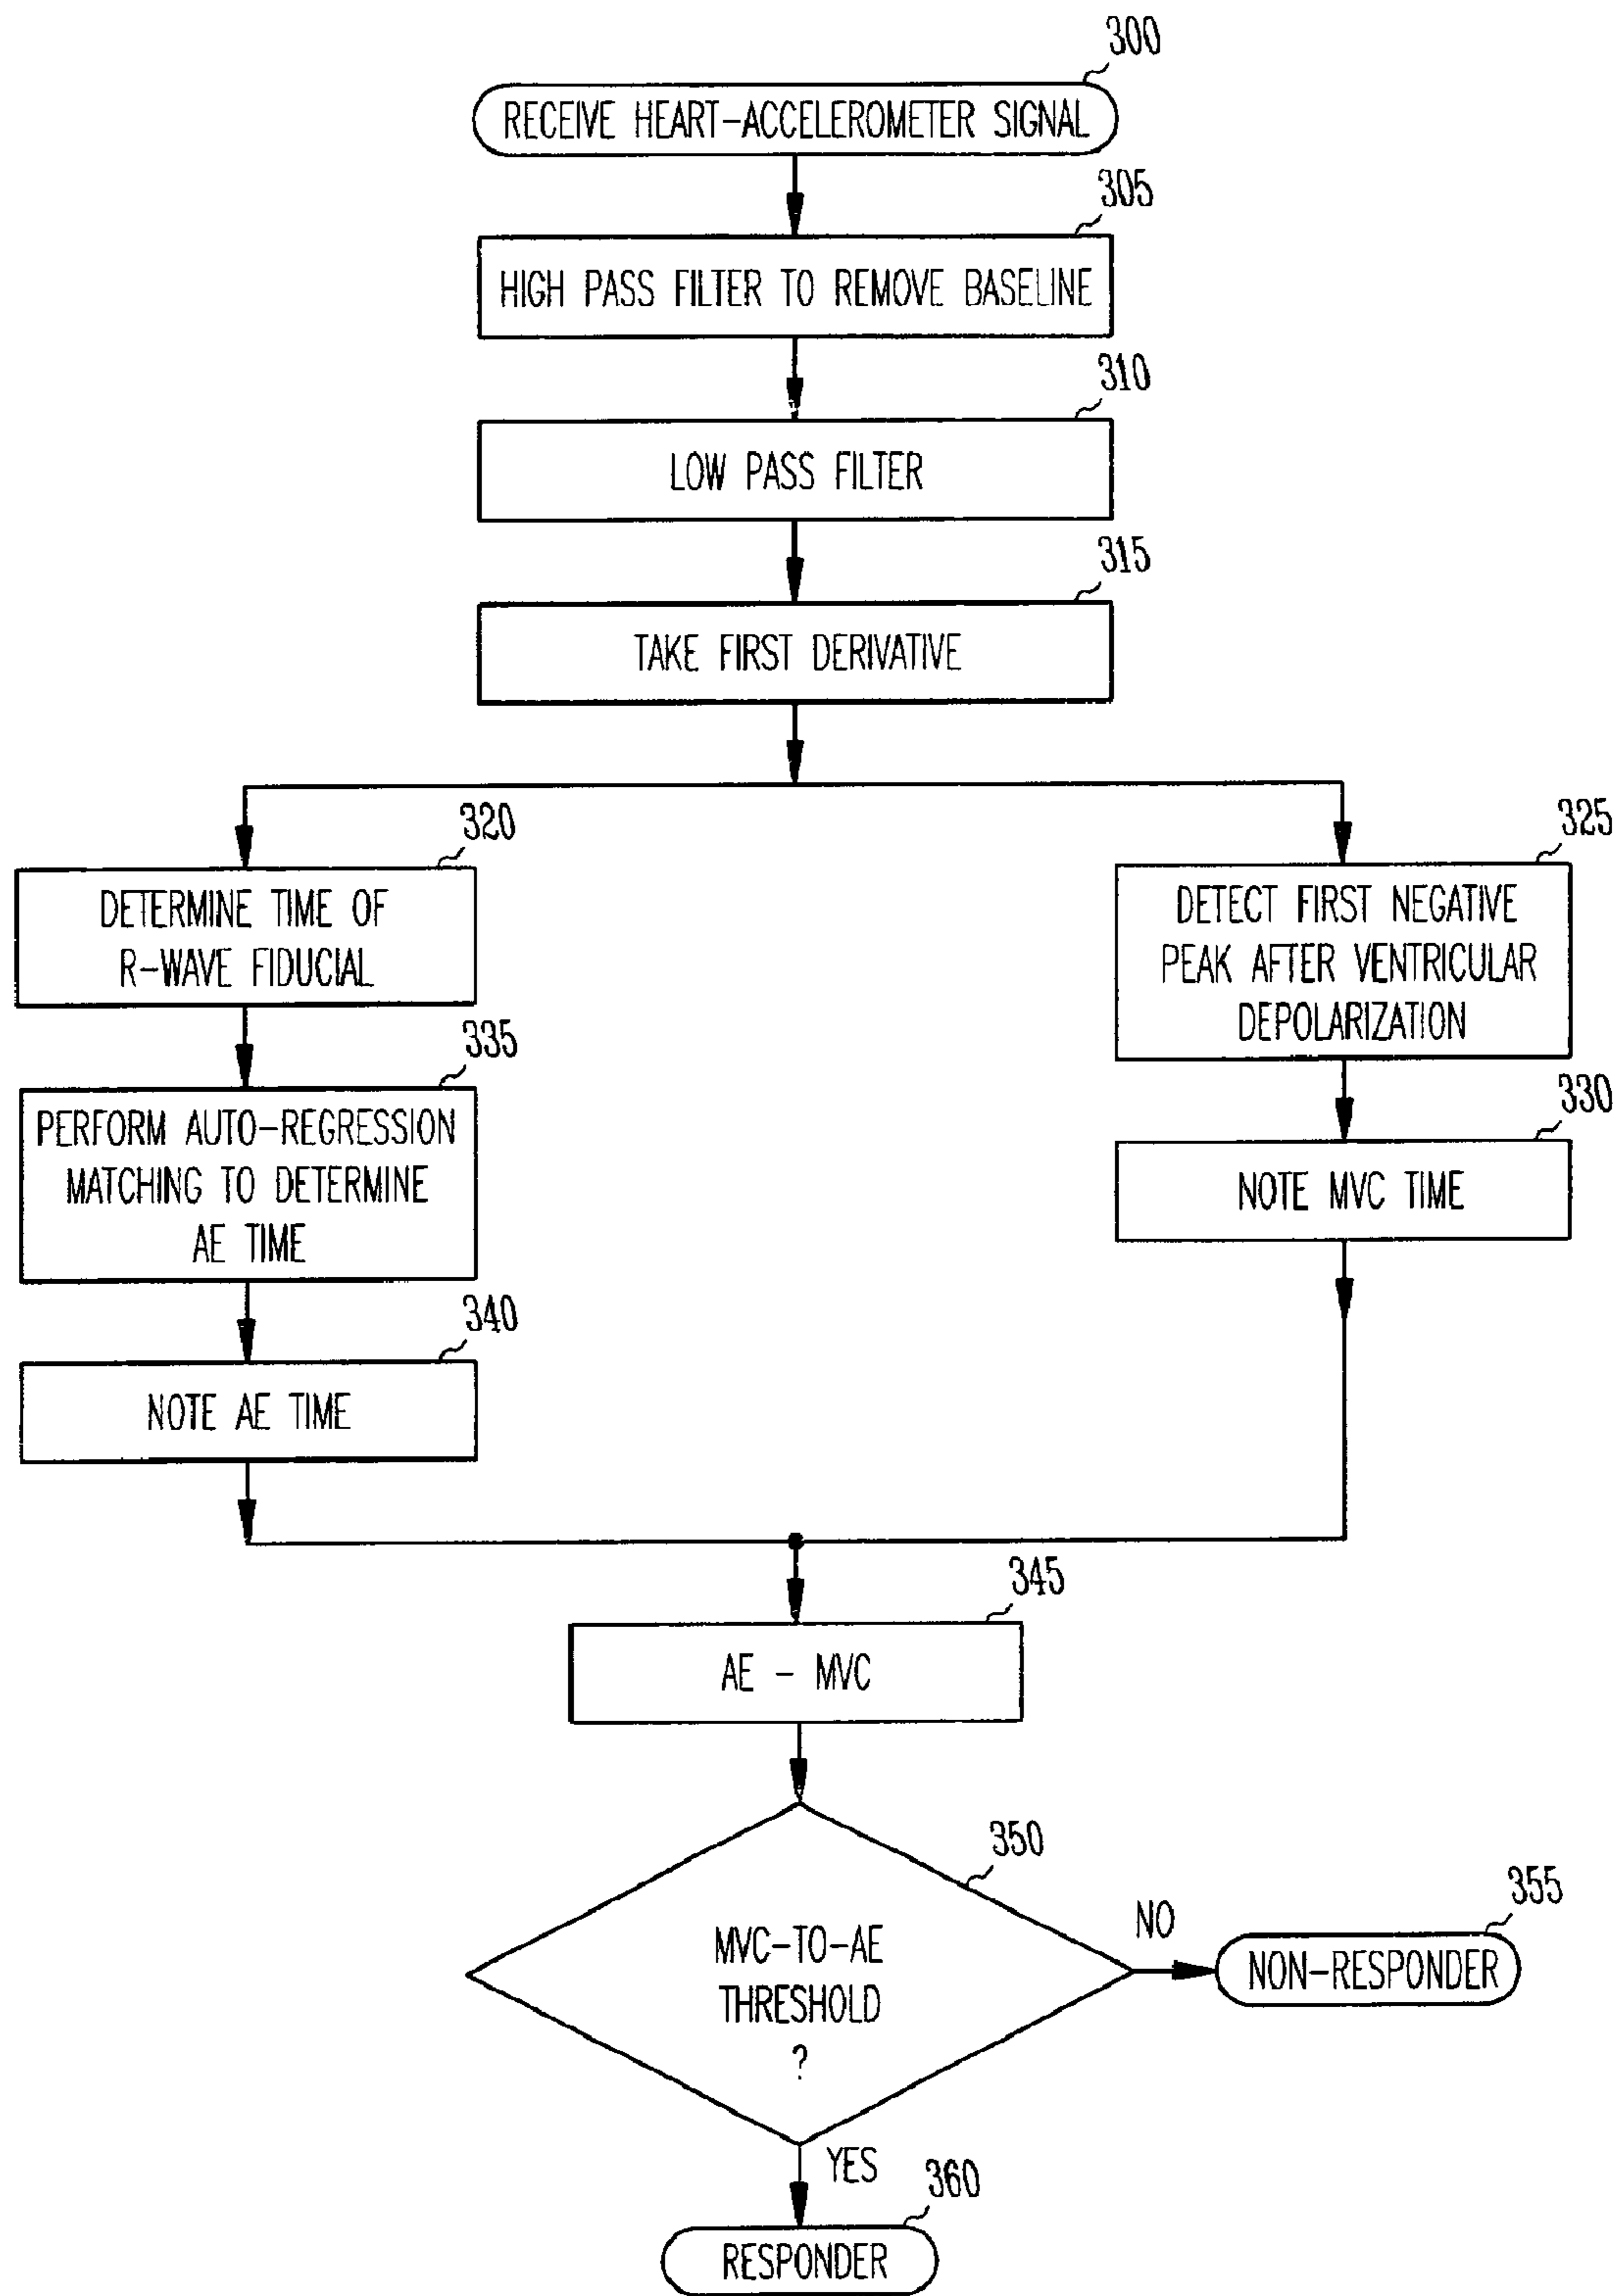 300
RECEIVE HEART-ACCELEROMETER SIGNAL
305
HIGH PASS FILTER TO REMOVE BASELINE
310
LOW PASS FILTER
315
TAKE FIRST DERIVATIVE
320
DETERMINE TIME OF
R-WAVE FIDUCIAL
325
DETECT FIRST NEGATIVE
PEAK AFTER VENTRICULAR
DEPOLARIZATION
335
PERFORM AUTO-REGRESSION
MATCHING TO DETERMINE
AE TIME
330
NOTE MVC TIME
340
NOTE AE TIME
345
AE - MVC
350
MVC-TO-AE
THRESHOLD
?
NO
355
NON-RESPONDER
YES
360
RESPONDER